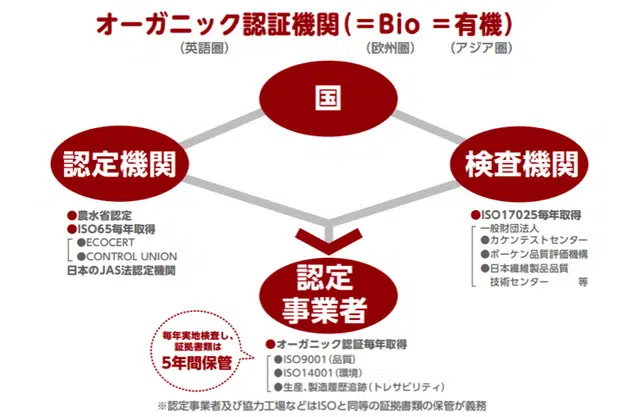 オーガニック認証機関(＝Bio ＝有機)
（英語圏） （欧州圏） （アジア圏）
国
認定機関
検査機関
●農水省認定
●ISO65毎年取得
●ECOCERT
●CONTROL UNION
日本のJAS法認定機関
●ISO17025毎年取得
一般財団法人
●カケンテストセンター
●ボーケン品質評価機構
●日本繊維製品品質
技術センター 等
認定
事業者
毎年実地検査し、
証拠書類は
5年間保管
●オーガニック認証毎年取得
●ISO9001（品質）
●ISO14001（環境）
●生産、製造履歴追跡（トレサビリティ）
※認定事業者及び協力工場などはISOと同等の証拠書類の保管が義務